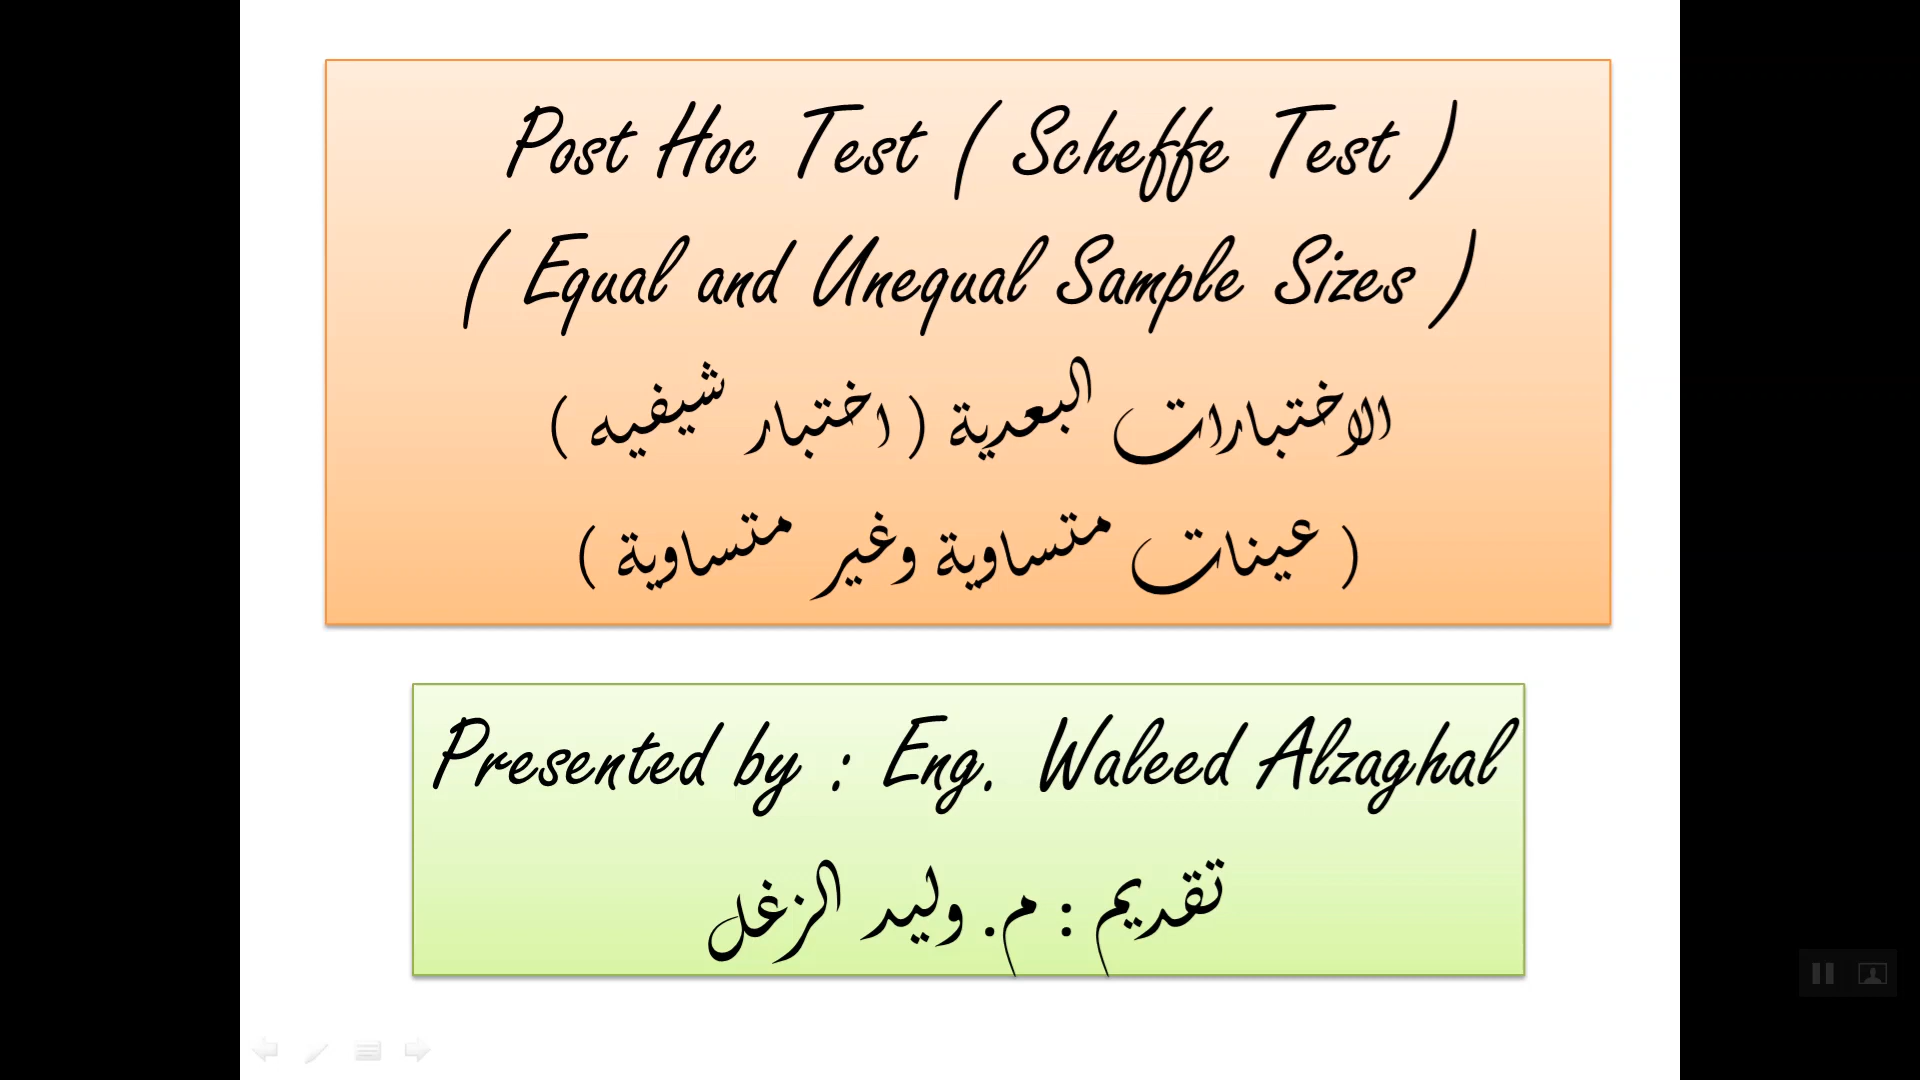 Post Hoc Test ( Scheffe Test )
( Equal and Unequal Sample Sizes )
الاختبارات البعدية ( اختبار شيفيه )
( عينات متساوية وغير متساوية )
Presented by : Eng. Waleed Alzaghal
تقديم : م. وليد الزغل